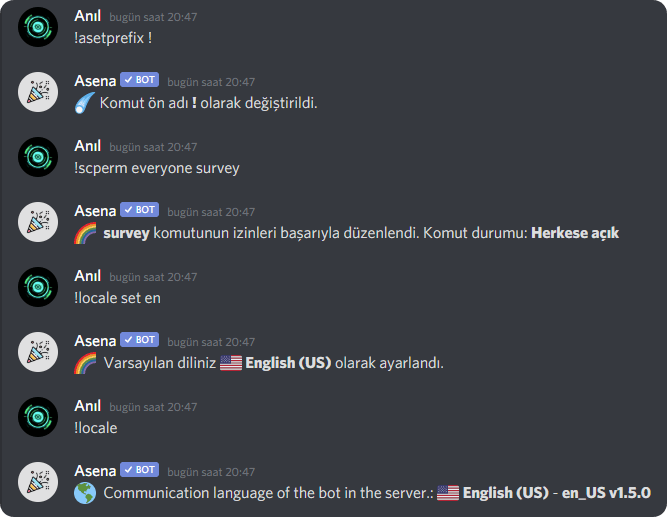 Anıl bugün saat 20:47
!asetprefix !
Asena BOT bugün saat 20:47
Komut ön adı ! olarak değiştirildi.
Anıl bugün saat 20:47
!scperm everyone survey
Asena BOT bugün saat 20:47
survey komutunun izinleri başarıyla düzenlendi. Komut durumu: Herkese açık
Anıl bugün saat 20:47
!locale set en
Asena BOT bugün saat 20:47
Varsayılan diliniz English (US) olarak ayarlandı.
Anıl bugün saat 20:47
!locale
Asena BOT bugün saat 20:47
Communication language of the bot in the server.: English (US) - en_US v1.5.0